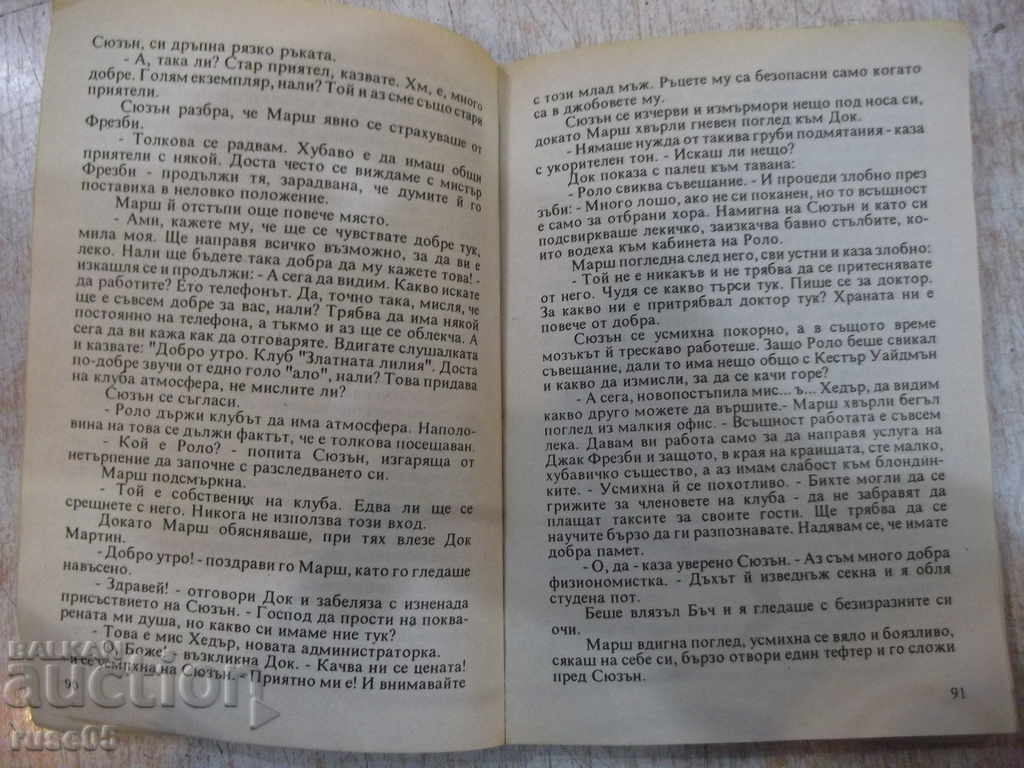 Сюзън, си дръпна рязко ръката.
- А, така ли? Стар приятел, казвате. Хм, е, много
добре. Голям екземпляр, нали? Той и аз сме също стари
приятели.
Сюзън разбра, че Марш явно се страхуваше от
Фрезби.
- Толкова се радвам. Хубаво е да имаш общи
приятели с някой. Доста често се виждаме с мистър
Фрезби - продължи тя, зарадвана, че думите й го
поставиха в неловко положение.
Марш й отстъпи още повече място.
- Ами, кажете му, че ще се чувствате добре тук,
мила моя. Ще направя всичко възможно, за да ви е
леко. Нали ще бъдете така добра да му кажете това! -
изкашля се и продължи: - А сега да видим. Какво искате
да работите? Ето телефонът. Да, точно така, мисля, че
ще е съвсем добре за вас, нали? Трябва да има някой
постоянно на телефона, а тъкмо и аз ще се облекча. А
сега да ви кажа как да отговаряте. Вдигате слушалката
и казвате: "Добро утро. Клуб "Златната лилия". Доста
по-добре звучи от едно голо "ало", нали? Това придава
на клуба атмосфера, не мислите ли?
Сюзън се съгласи.
- Роло държи клубът да има атмосфера. Наполо-
вина на това се дължи фактът, че е толкова посещаван.
- Кой е Роло? - попита Сюзън, изгаряща от
нетърпение да започне с разследването си.
Марш подсмъркна.
- Той е собственик на клуба. Едва ли ще се
срещнете с него. Никога не използва този вход.
Докато Марш обясняваше, при тях влезе Док
Мартин.
- Добро утро! - поздрави го Марш, като го гледаше
навъсено.
- Здравей! - отговори Док и забеляза с изненада
присъствието на Сюзън. - Господ да прости на поква-
рената ми душа, но какво си имаме ние тук?
- Това е мис Хедър, новата администраторка.
- О, Боже! - възкликна Док. - Качва ни се цената!
- и се усмихна на Сюзън. - Приятно ми е! И внимавайте
90
с този млад мъж. Ръцете му са безопасни само когато
са в джобовете му.
Сюзън се изчерви и измърмори нещо под носа си,
докато Марш хвърли гневен поглед към Док.
- Нямаше нужда от такива груби подмятания - каза
с укорителен тон. - Искаш ли нещо?
Док показа с палец към тавана:
- Роло свиква съвещание. - И процеди злобно през
зъби: - Много лошо, ако не си поканен, но то всъщност
е само за отбрани хора. Намигна на Сюзън и като си
подсвиркваше лекичко, заизкачва бавно стълбите, ко-
ито водеха към кабинета на Роло.
Марш погледна след него, сви устни и каза злобно:
- Той не е никакъв и не трябва да се притеснявате
от него. Чудя се какво търси тук. Пише се за доктор.
За какво ни е притрябвал доктор тук? Храната ни е
повече от добра.
Сюзън се усмихна покорно, а в същото време
мозъкът й трескаво работеше. Защо Роло беше свикал
съвещание, дали то има нещо общо с Кестър Уайдмън
и какво да измисли, за да се качи горе?
- А сега, новопостъпила мис...ъ... Хедър, да видим
какво друго можете да вършите.- Марш хвърли бегъл
поглед из малкия офис. - Всъщност работата е съвсем
лека. Давам ви работа само за да направя услуга на
Джак Фрезби и защото, в края на краищата, сте малко,
хубавичко същество, а аз имам слабост към блондин-
ките. - Усмихна й се похотливо. - Бихте могли да се
грижите за членовете на клуба - да не забравят да
плащат таксите за своите гости. Ще трябва да се
научите бързо да ги разпознавате. Надявам се, че имате
добра памет.
- О, да - каза уверено Сюзън. - Аз съм много добра
физиономистка. - Дъхът й изведнъж секна и я обля
студена пот.
Беше влязъл Бъч и я гледаше с безизразните си
очи.
Марш вдигна поглед, усмихна се вяло и боязливо,
сякаш на себе си, бързо отвори един тефтер и го сложи
пред Сюзън.
91
БАЛКАН
auction
ruse05